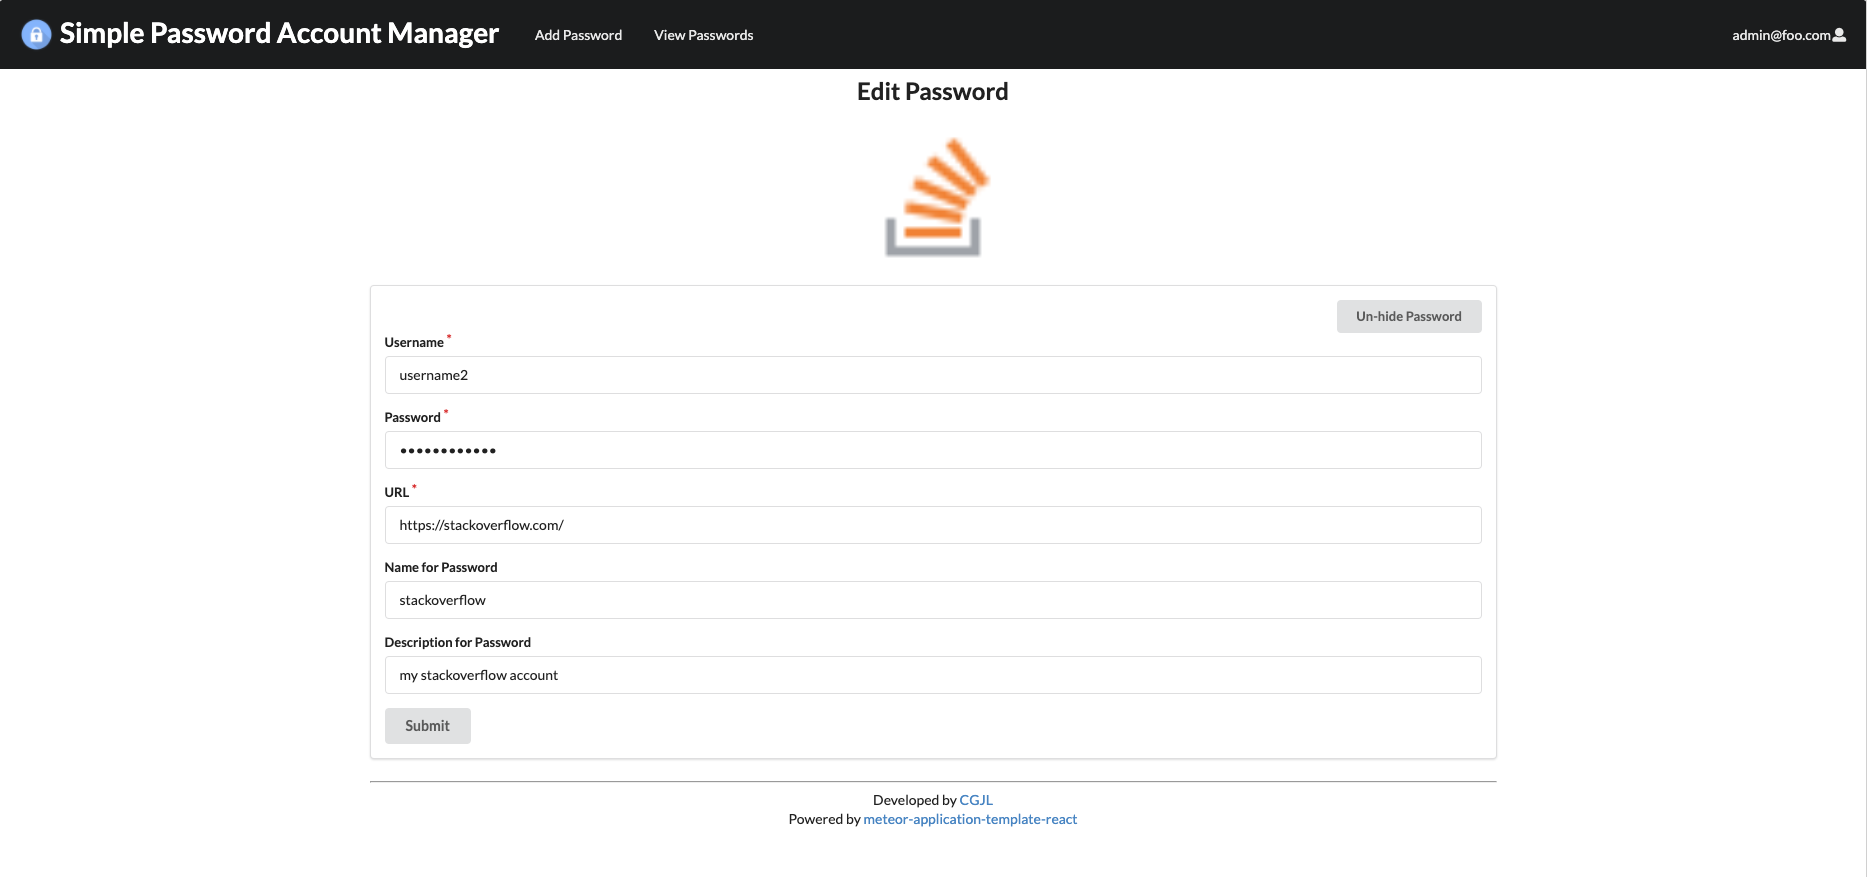 Simple Password Account Manager Add Password View Passwords admin@foo.com
Edit Password
Un-hide Password
Username *
username2
Password *
••••••••••••
URL *
https://stackoverflow.com/
Name for Password
stackoverflow
Description for Password
my stackoverflow account
Submit
Developed by CGJL
Powered by meteor-application-template-react